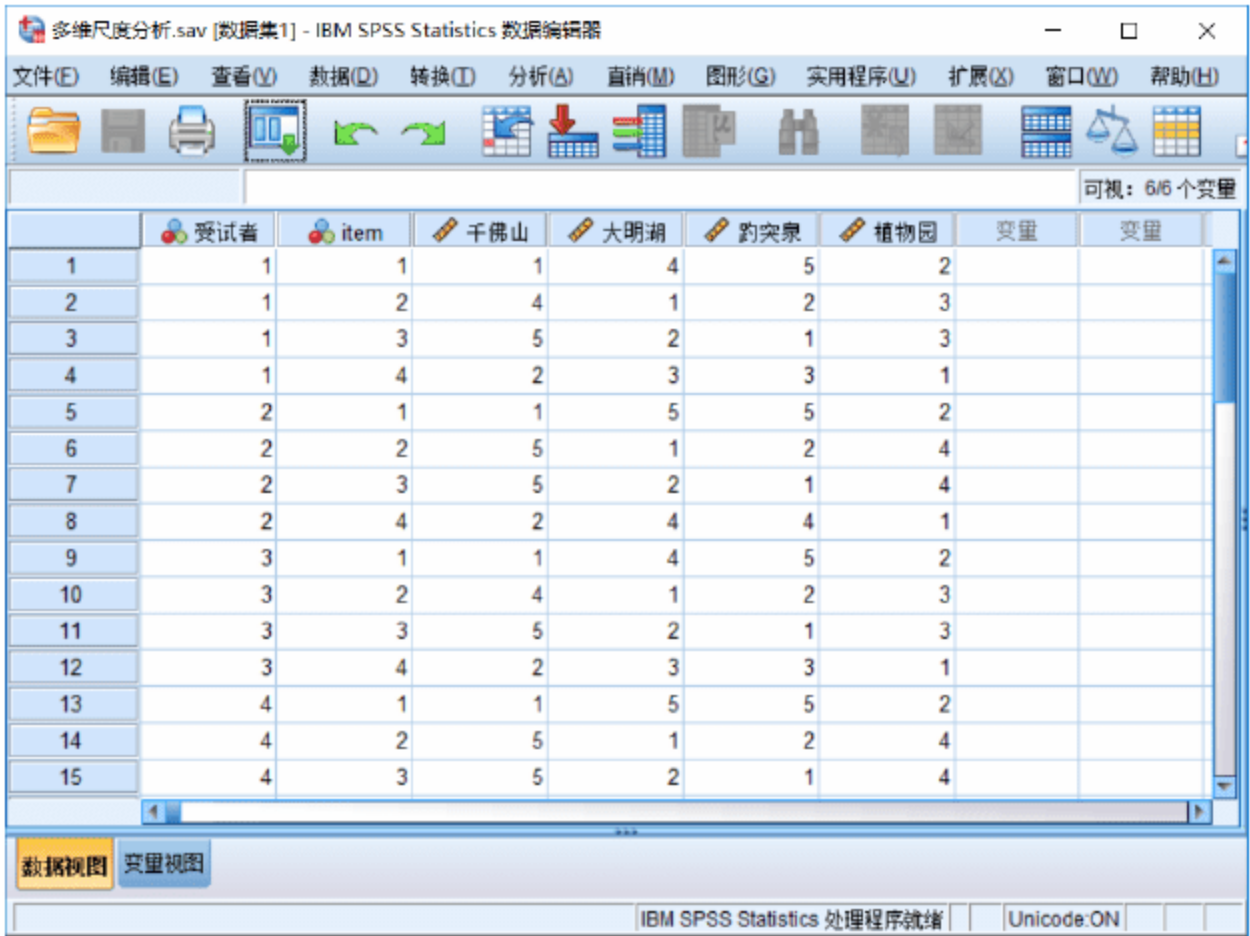 多维尺度分析.sav [数据集1] - IBM SPSS Statistics 数据编辑器
文件(F) 编辑(E) 查看(V) 数据(D) 转换(T) 分析(A) 直销(M) 图形(G) 实用程序(U) 扩展(X) 窗口(W) 帮助(H)
可视：6/6 个变量
受试者 item 千佛山 大明湖 趵突泉 植物园 变量 变量
1 1 1 1 4 5 2
2 1 2 4 1 2 3
3 1 3 5 2 1 3
4 1 4 2 3 3 1
5 2 1 1 5 5 2
6 2 2 5 1 2 4
7 2 3 5 2 1 4
8 2 4 2 4 4 1
9 3 1 1 4 5 2
10 3 2 4 1 2 3
11 3 3 5 2 1 3
12 3 4 2 3 3 1
13 4 1 1 5 5 2
14 4 2 5 1 2 4
15 4 3 5 2 1 4
数据视图 变量视图
IBM SPSS Statistics 处理程序就绪 Unicode:ON